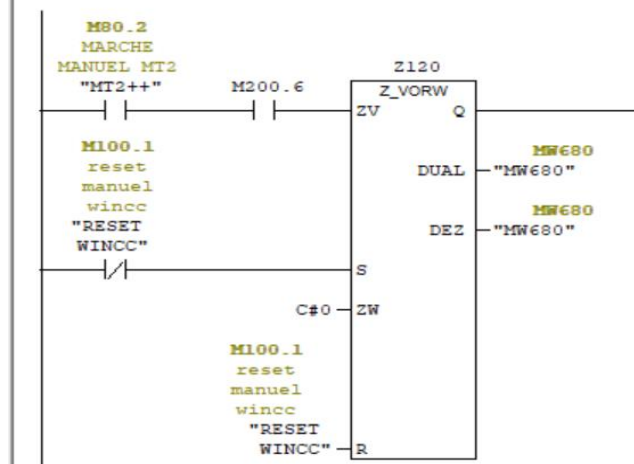 M80.2
MARCHE
MANUEL MT2
"MT2++"
M200.6
Z120
Z_VORW
ZV
Q
M100.1
reset
manuel
wincc
"RESET
WINCC"
MW680
DUAL
"MW680"
MW680
DEZ
"MW680"
S
C#0
ZW
M100.1
reset
manuel
wincc
"RESET
WINCC"
R